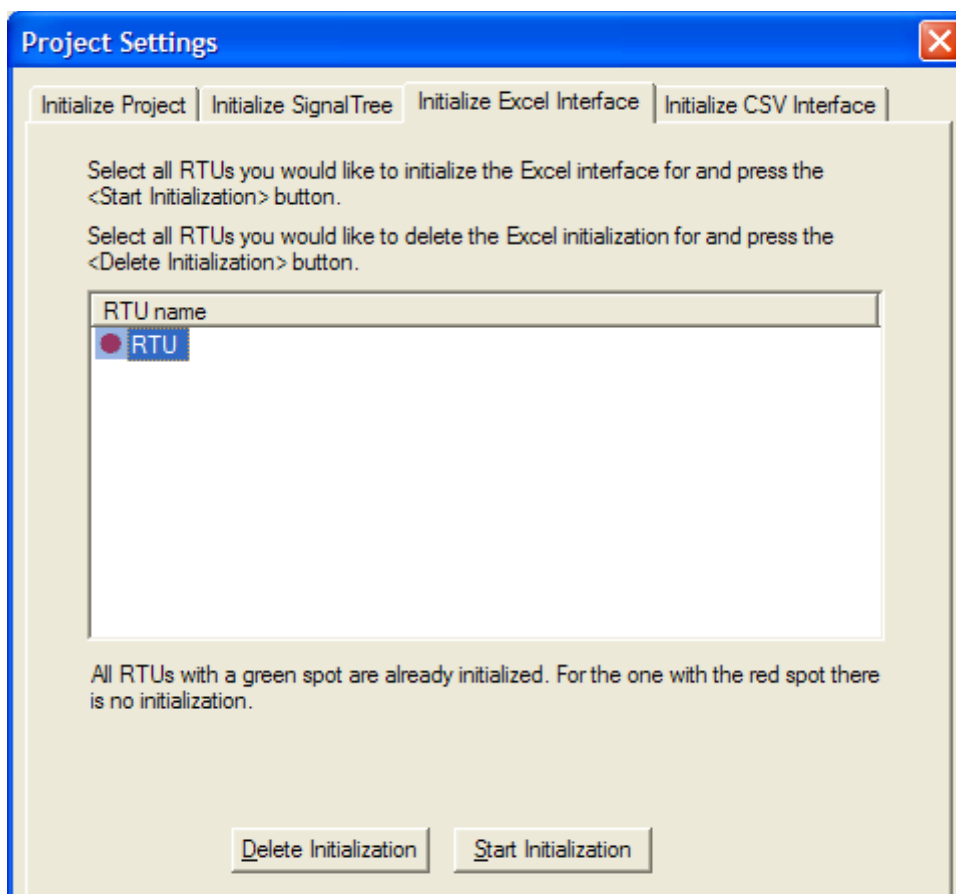 Project Settings
Initialize Project
Initialize SignalTree
Initialize Excel Interface
Initialize CSV Interface
Select all RTUs you would like to initialize the Excel interface for and press the
<Start Initialization> button.
Select all RTUs you would like to delete the Excel initialization for and press the
<Delete Initialization> button.
RTU name
RTU
All RTUs with a green spot are already initialized. For the one with the red spot there
is no initialization.
Delete Initialization
Start Initialization